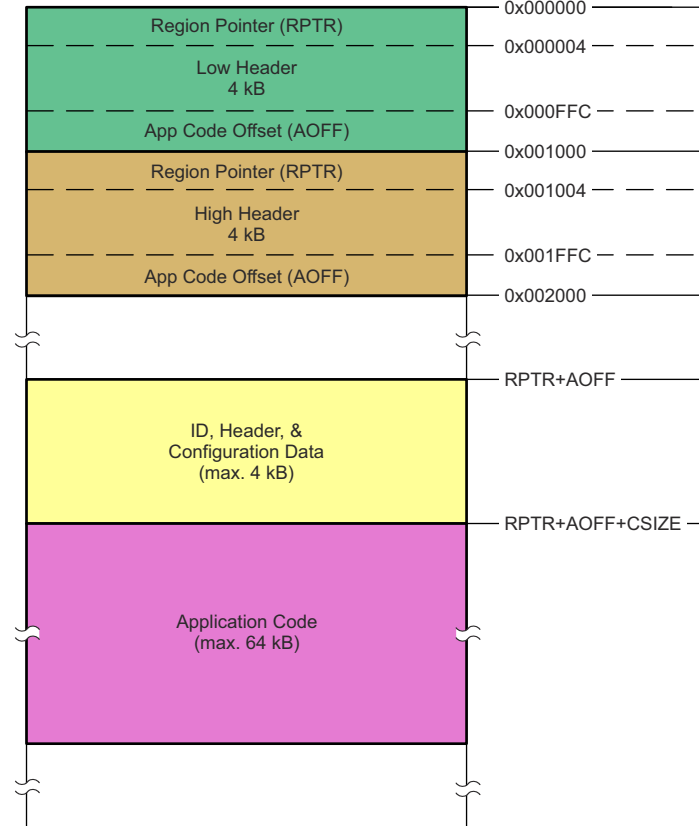 0x000000
Region Pointer (RPTR)
0x000004
Low Header
4 kB
0x000FFC
App Code Offset (AOFF)
0x001000
Region Pointer (RPTR)
0x001004
High Header
4 kB
0x001FFC
App Code Offset (AOFF)
0x002000
RPTR+AOFF
ID, Header, &
Configuration Data
(max. 4 kB)
RPTR+AOFF+CSIZE
Application Code
(max. 64 kB)